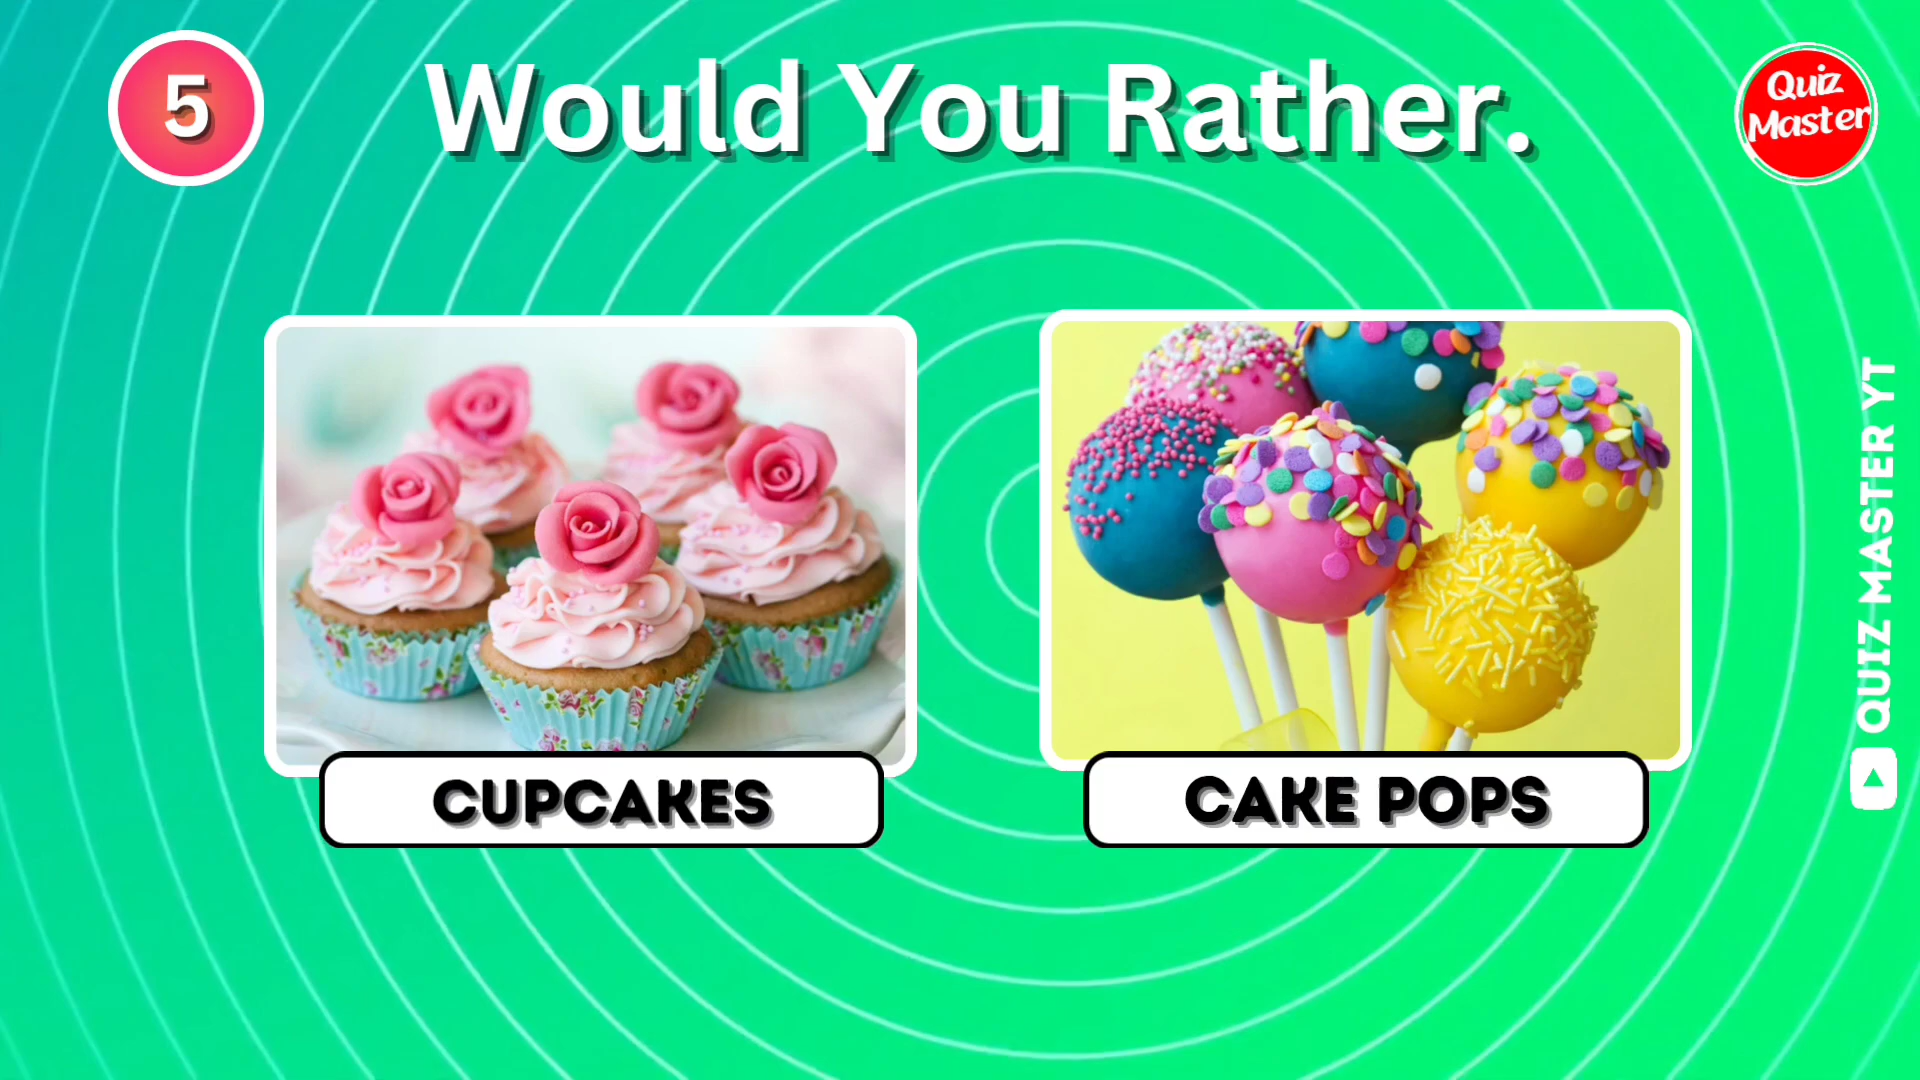 5
Would You Rather.
Quiz
Master
CUPCAKES
CAKE POPS
QUIZ MASTER YT